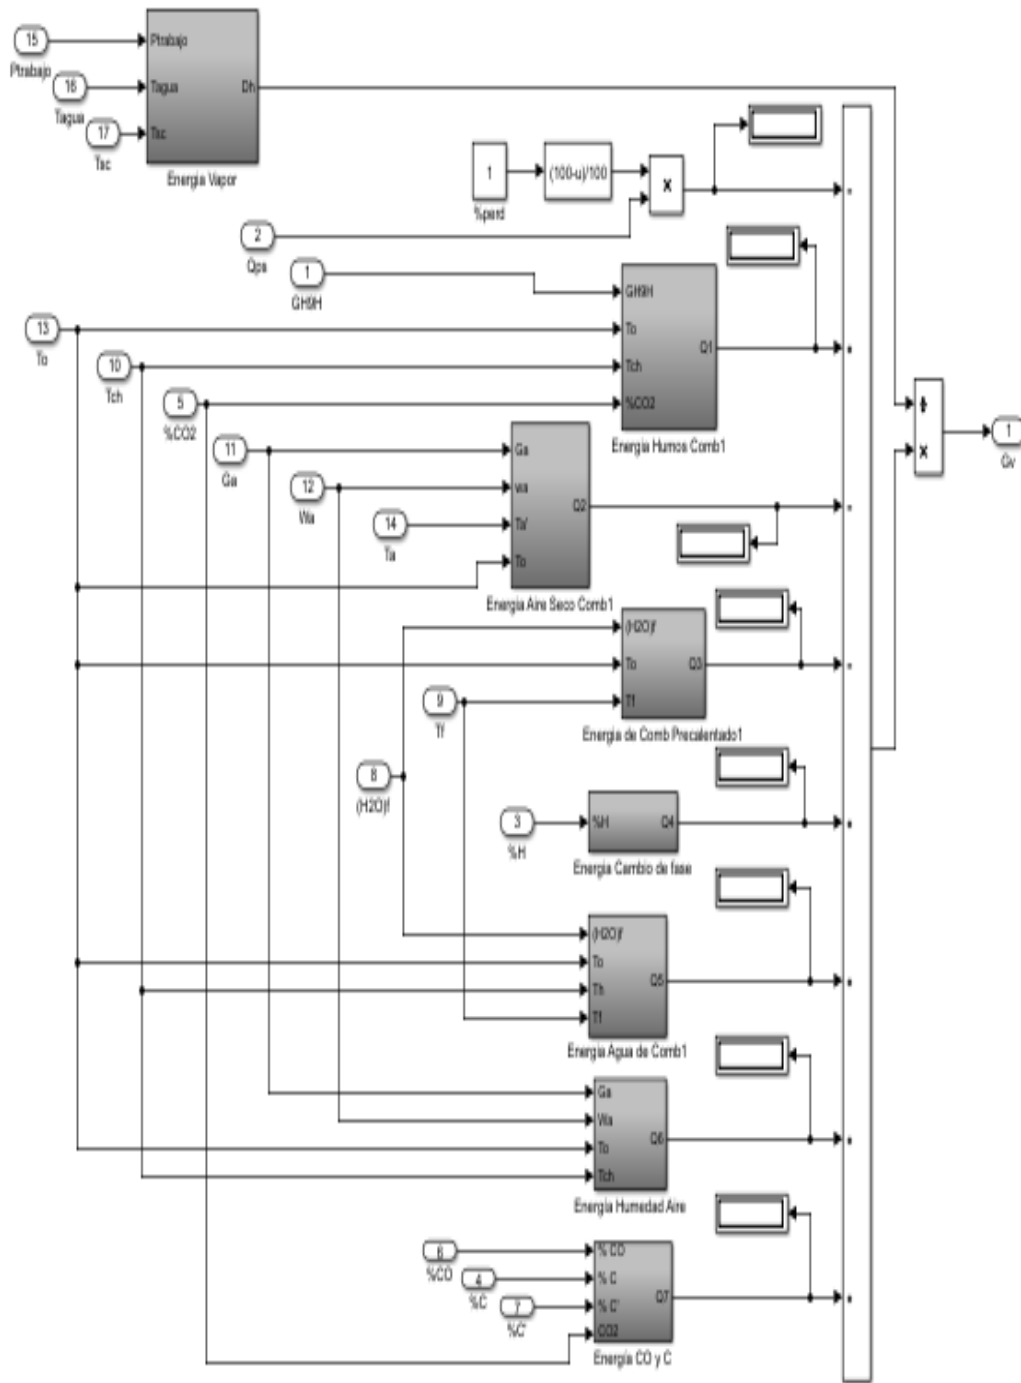 15
Ptrabajo
16
Tagua
17
Tsc
Ptrabajo
Tagua
Tsc
Dh
Energia Vapor
1
%perd
(100-u)/100
x
2
Qps
1
GH9H
13
To
10
Tch
5
%CO2
GH9H
To
Tch
%CO2
Q1
Energia Humos Comb1
11
Ga
12
Wa
14
Ta
Ga
wa
Ta'
To
Q2
Energia Aire Seco Comb1
÷
x
1
Gv
(H2O)f
To
Tf
Q3
Energia de Comb Precalentado1
9
Tf
8
(H2O)f
3
%H
%H
Q4
Energia Cambio de fase
(H2O)f
To
Th
Tf
Q5
Energia Agua de Comb1
Ga
Wa
To
Tch
Q6
Energia Humedad Aire
6
%CO
4
%C
7
%C'
% CO
% C
% C'
CO2
Q7
Energía CO y C